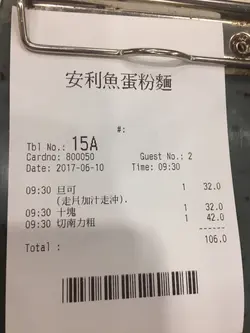 安利魚蛋粉麵
#:
Tbl No.: 15A
Cardno: 800050 Guest No.: 2
Date: 2017-06-10 Time: 09:30
09:30 旦可 1 32.0
(走爿加汁走沖).
09:30 十塊 1 32.0
09:30 切南力粗 1 42.0
------
Total : 106.0